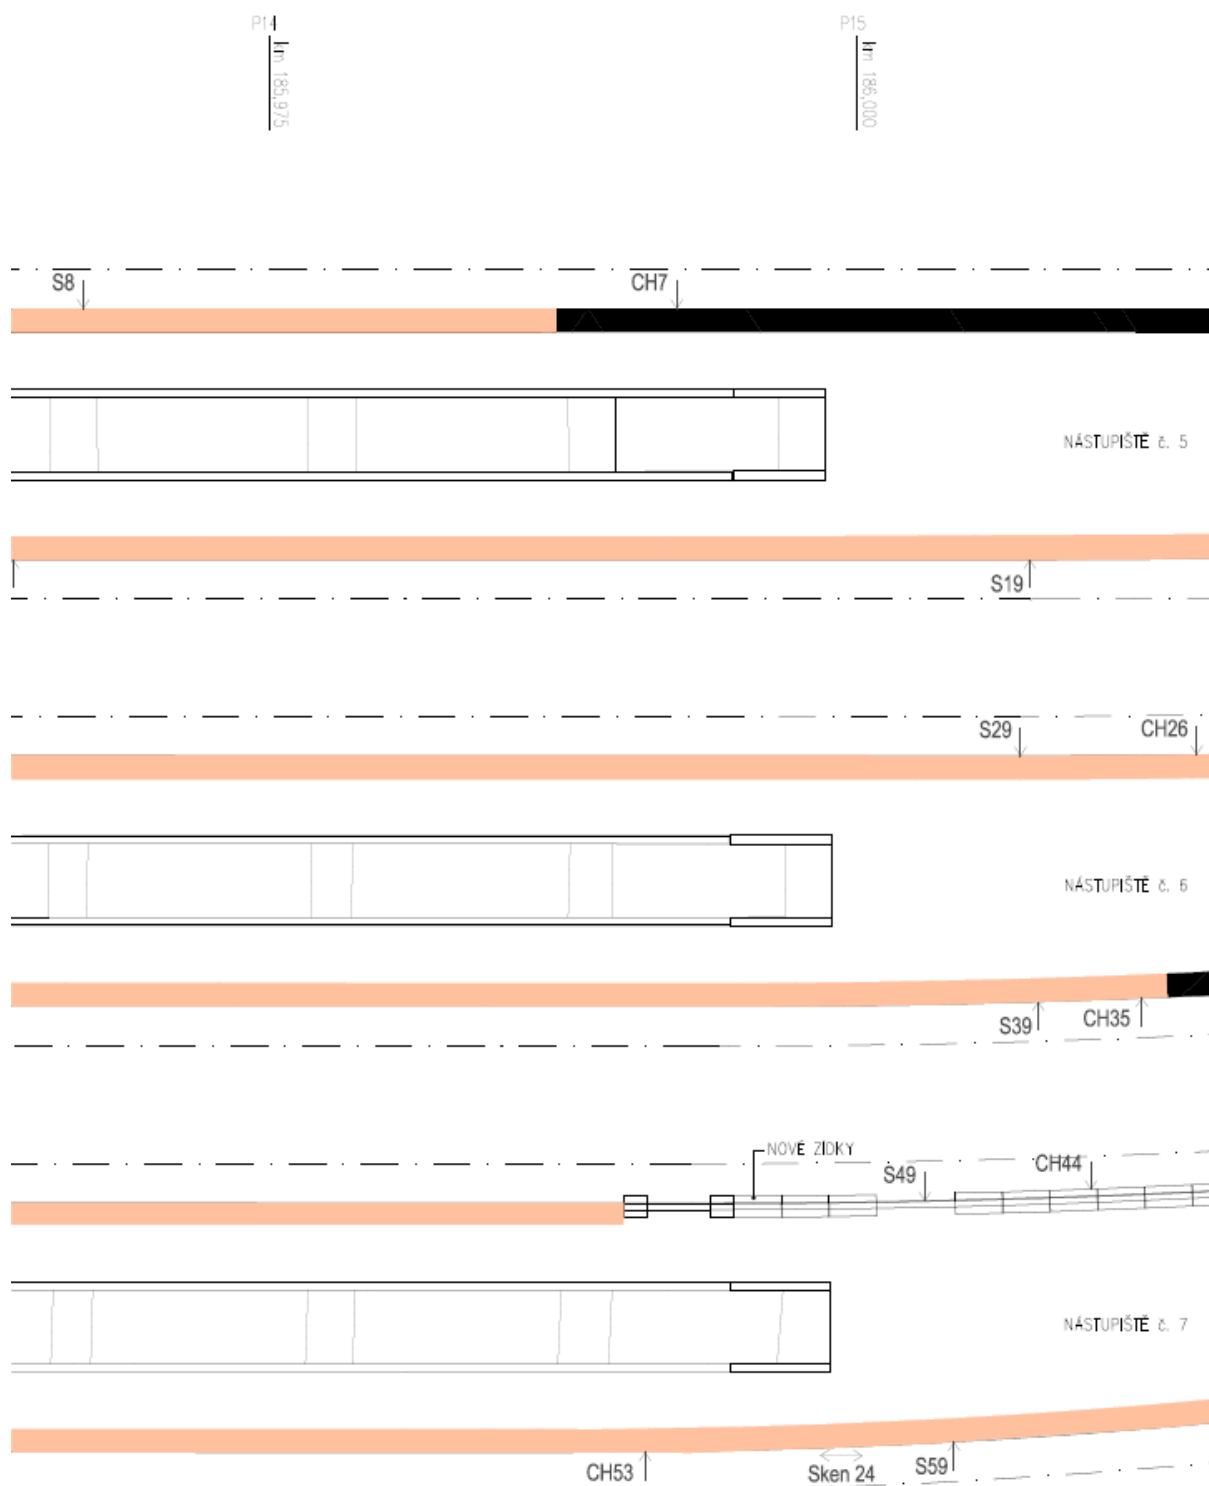 P14
P15
km 185,975
km 186,000
S8
CH7
NÁSTUPIŠTĚ č. 5
S19
S29
CH26
NÁSTUPIŠTĚ č. 6
S39
CH35
NOVÉ ZÍDKY
S49
CH44
NÁSTUPIŠTĚ č. 7
CH53
Sken 24
S59